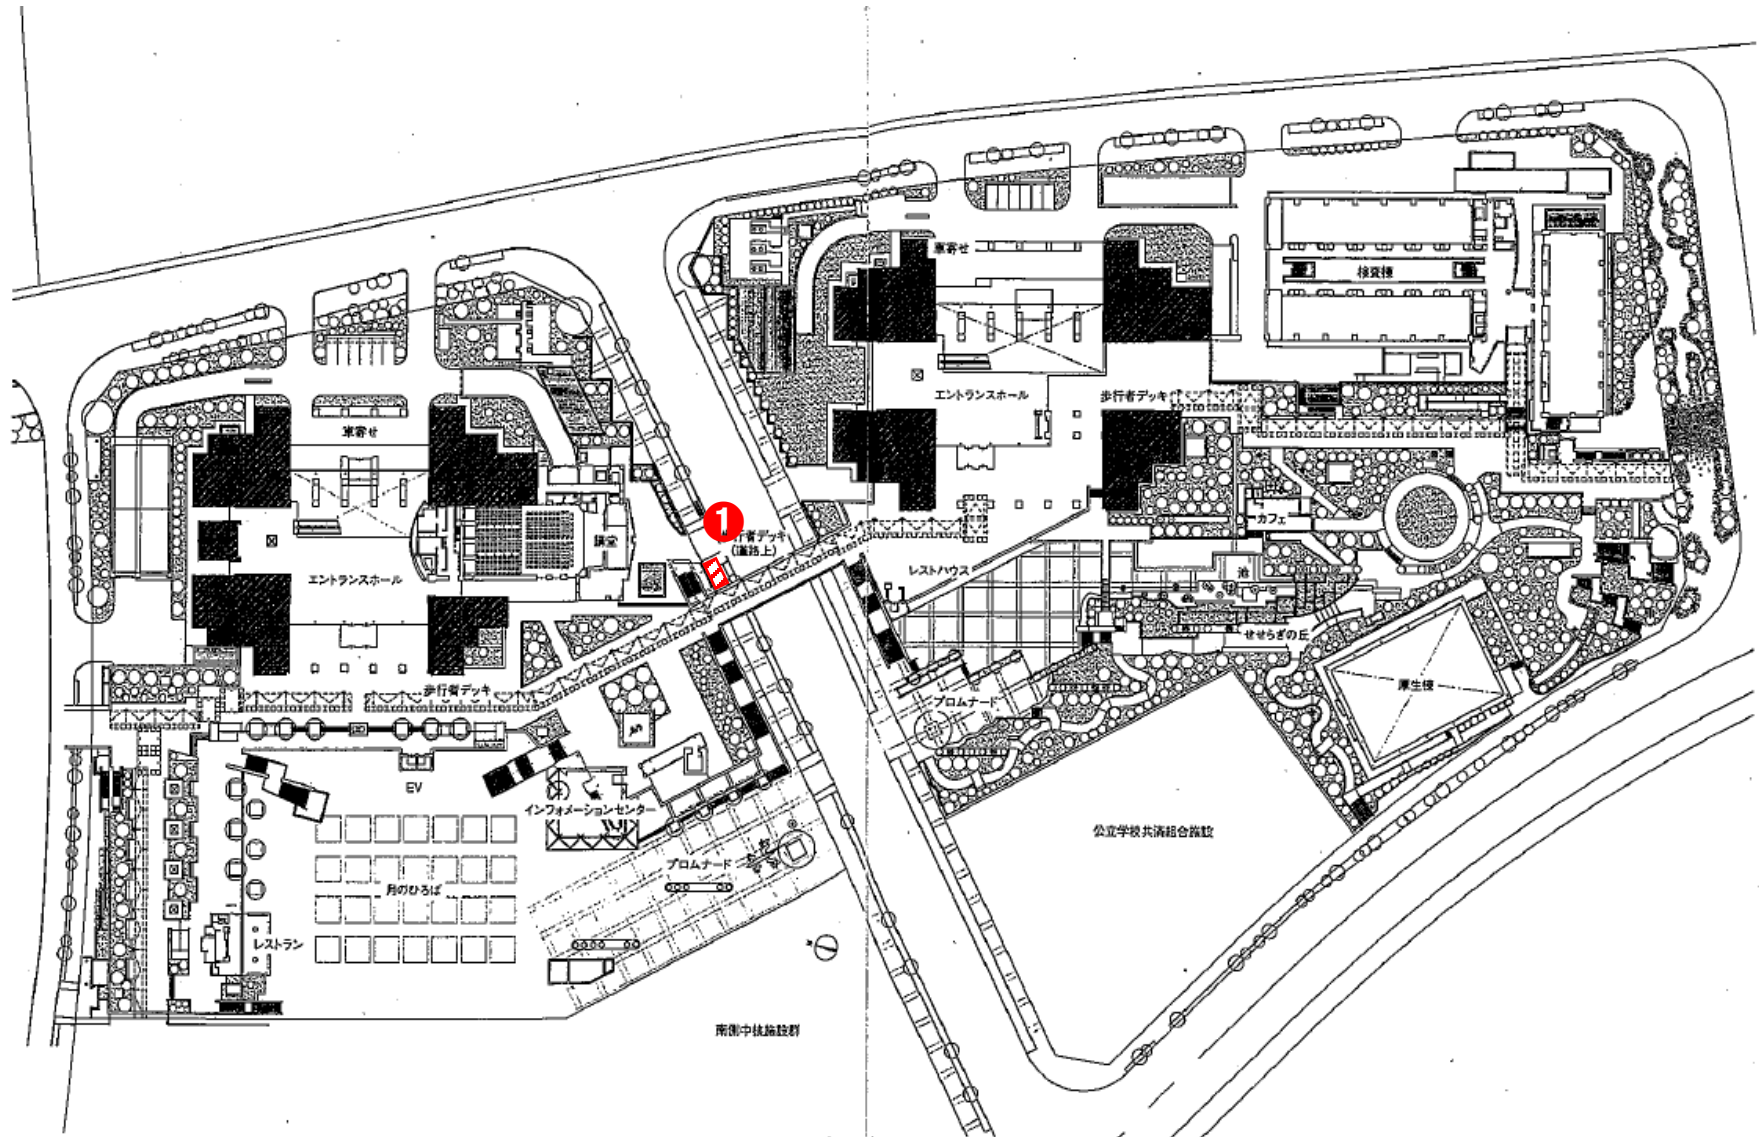 車寄せ
検査棟
エントランスホール
歩行者デッキ
車寄せ
1
行者デッキ
(道路上)
講堂
カフェ
エントランスホール
レストハウス
池
せせらぎの丘
歩行者デッキ
プロムナード
厚生棟
EV
インフォメーションセンター
公立学校共済組合施設
プロムナード
月のひろば
レストラン
南側中核施設群